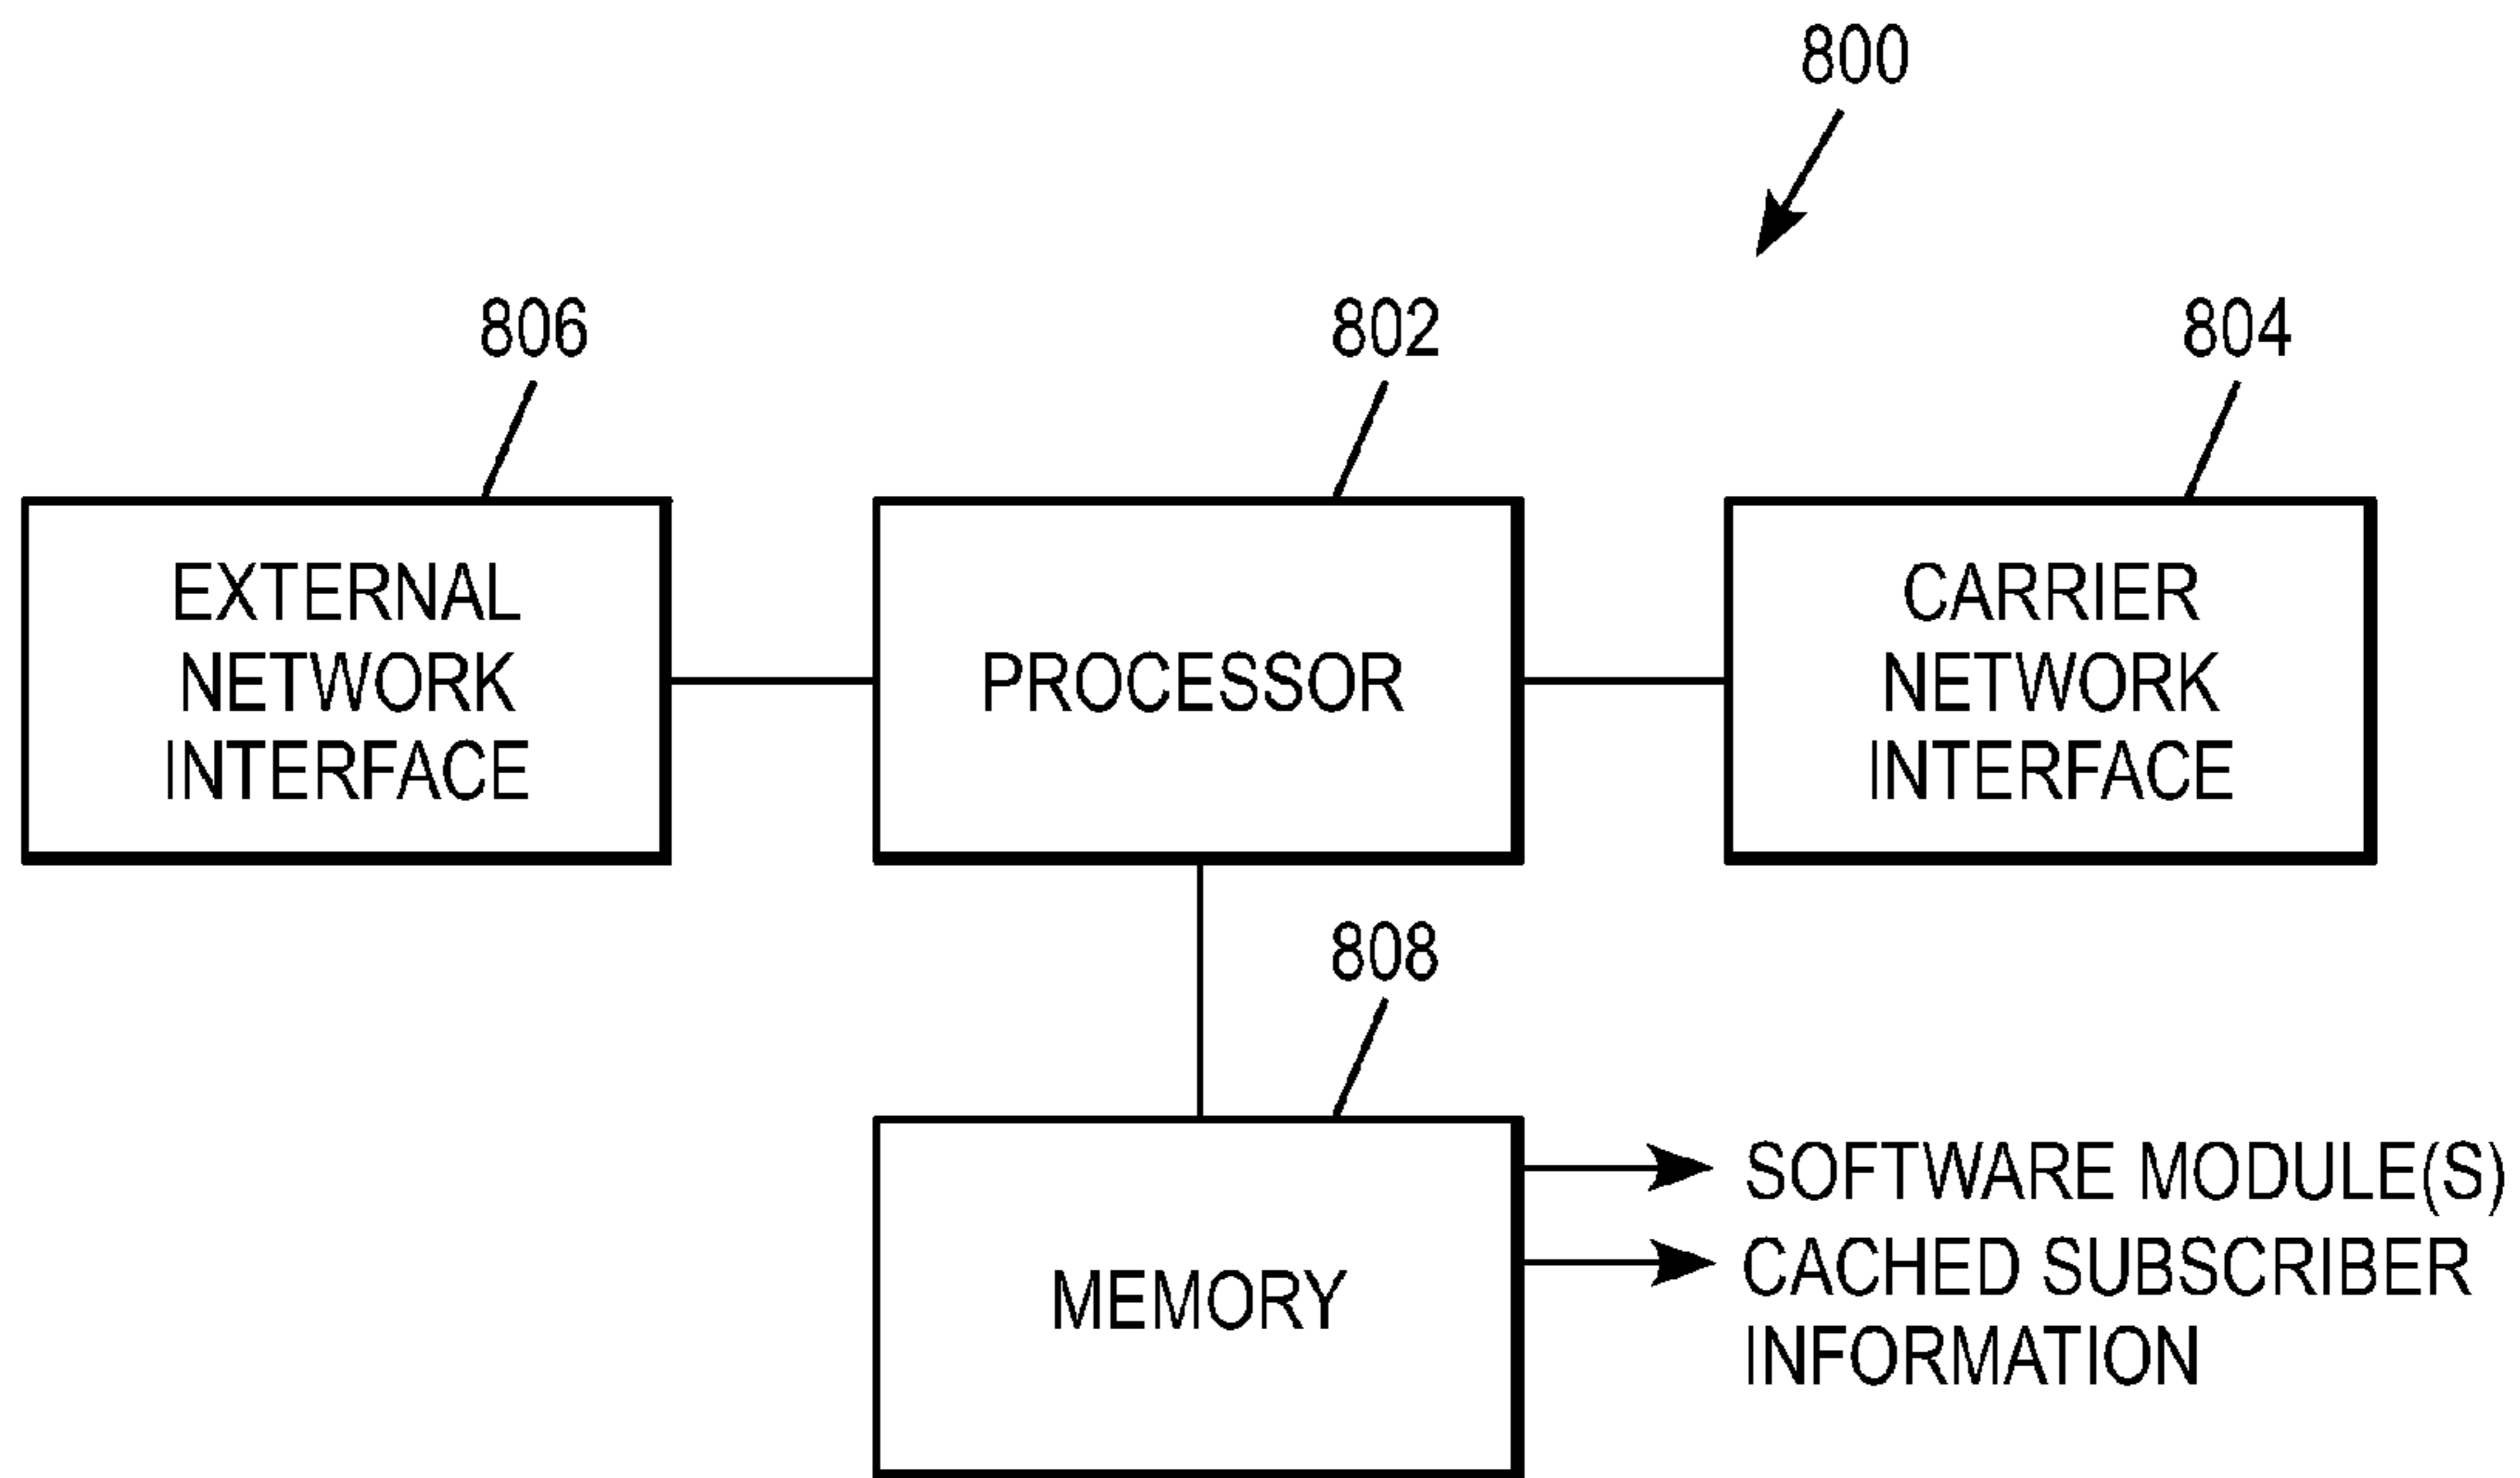 800
806
802
804
EXTERNAL
NETWORK
INTERFACE
PROCESSOR
CARRIER
NETWORK
INTERFACE
808
MEMORY
SOFTWARE MODULE(S)
CACHED SUBSCRIBER
INFORMATION